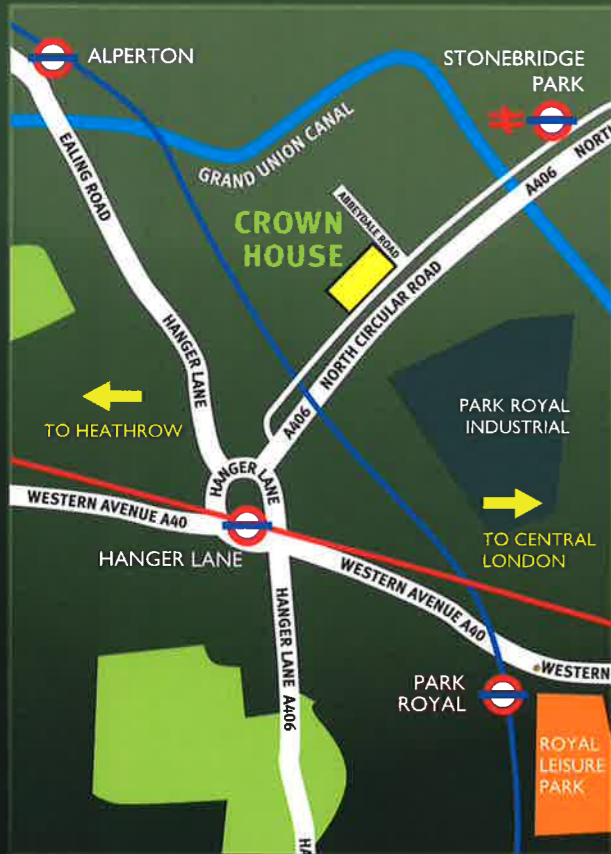 ALPERTON
STONEBRIDGE
PARK
EALING ROAD
GRAND UNION CANAL
A406
NORTH
ABBEYDALE ROAD
CROWN
HOUSE
NORTH CIRCULAR ROAD
HANGER LANE
A406
PARK ROYAL
INDUSTRIAL
TO HEATHROW
HANGER LANE
WESTERN AVENUE A40
TO CENTRAL
LONDON
HANGER LANE
WESTERN AVENUE A40
HANGER LANE A406
WESTERN
PARK
ROYAL
ROYAL
LEISURE
PARK
HA